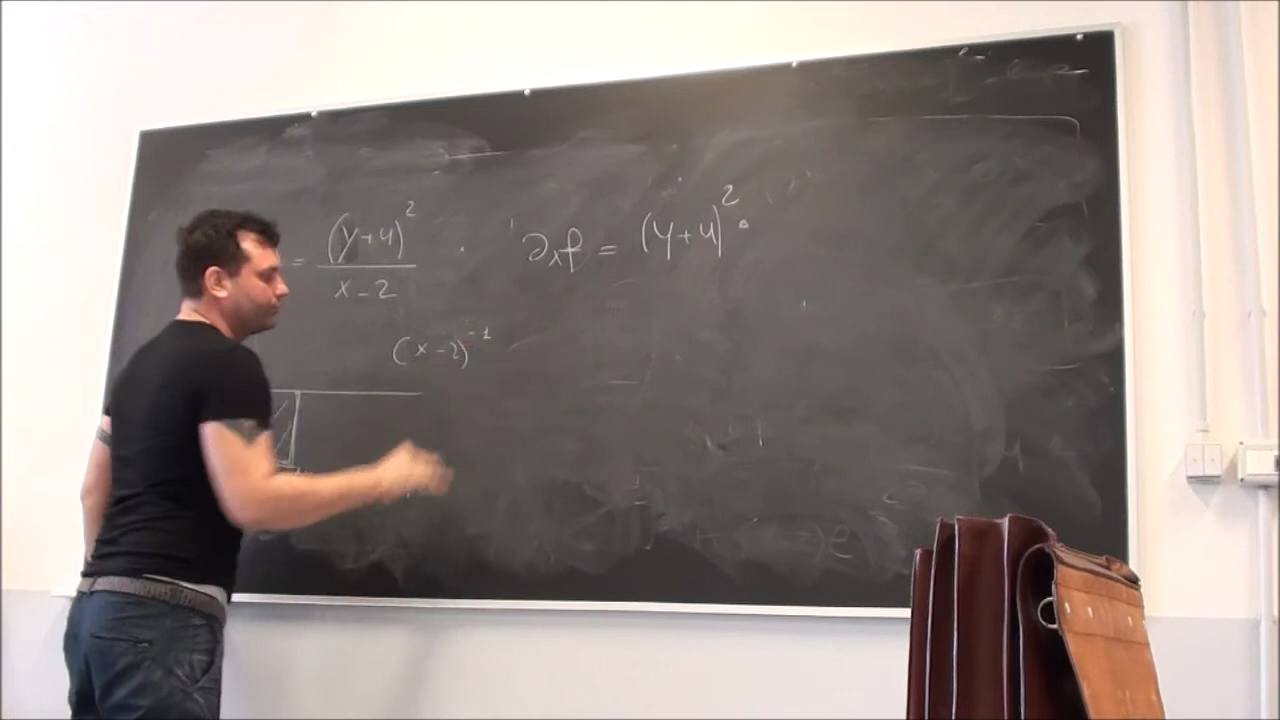 = (y+4)² / x-2   ∂ₓf = (y+4)² ·
(x-2)⁻¹